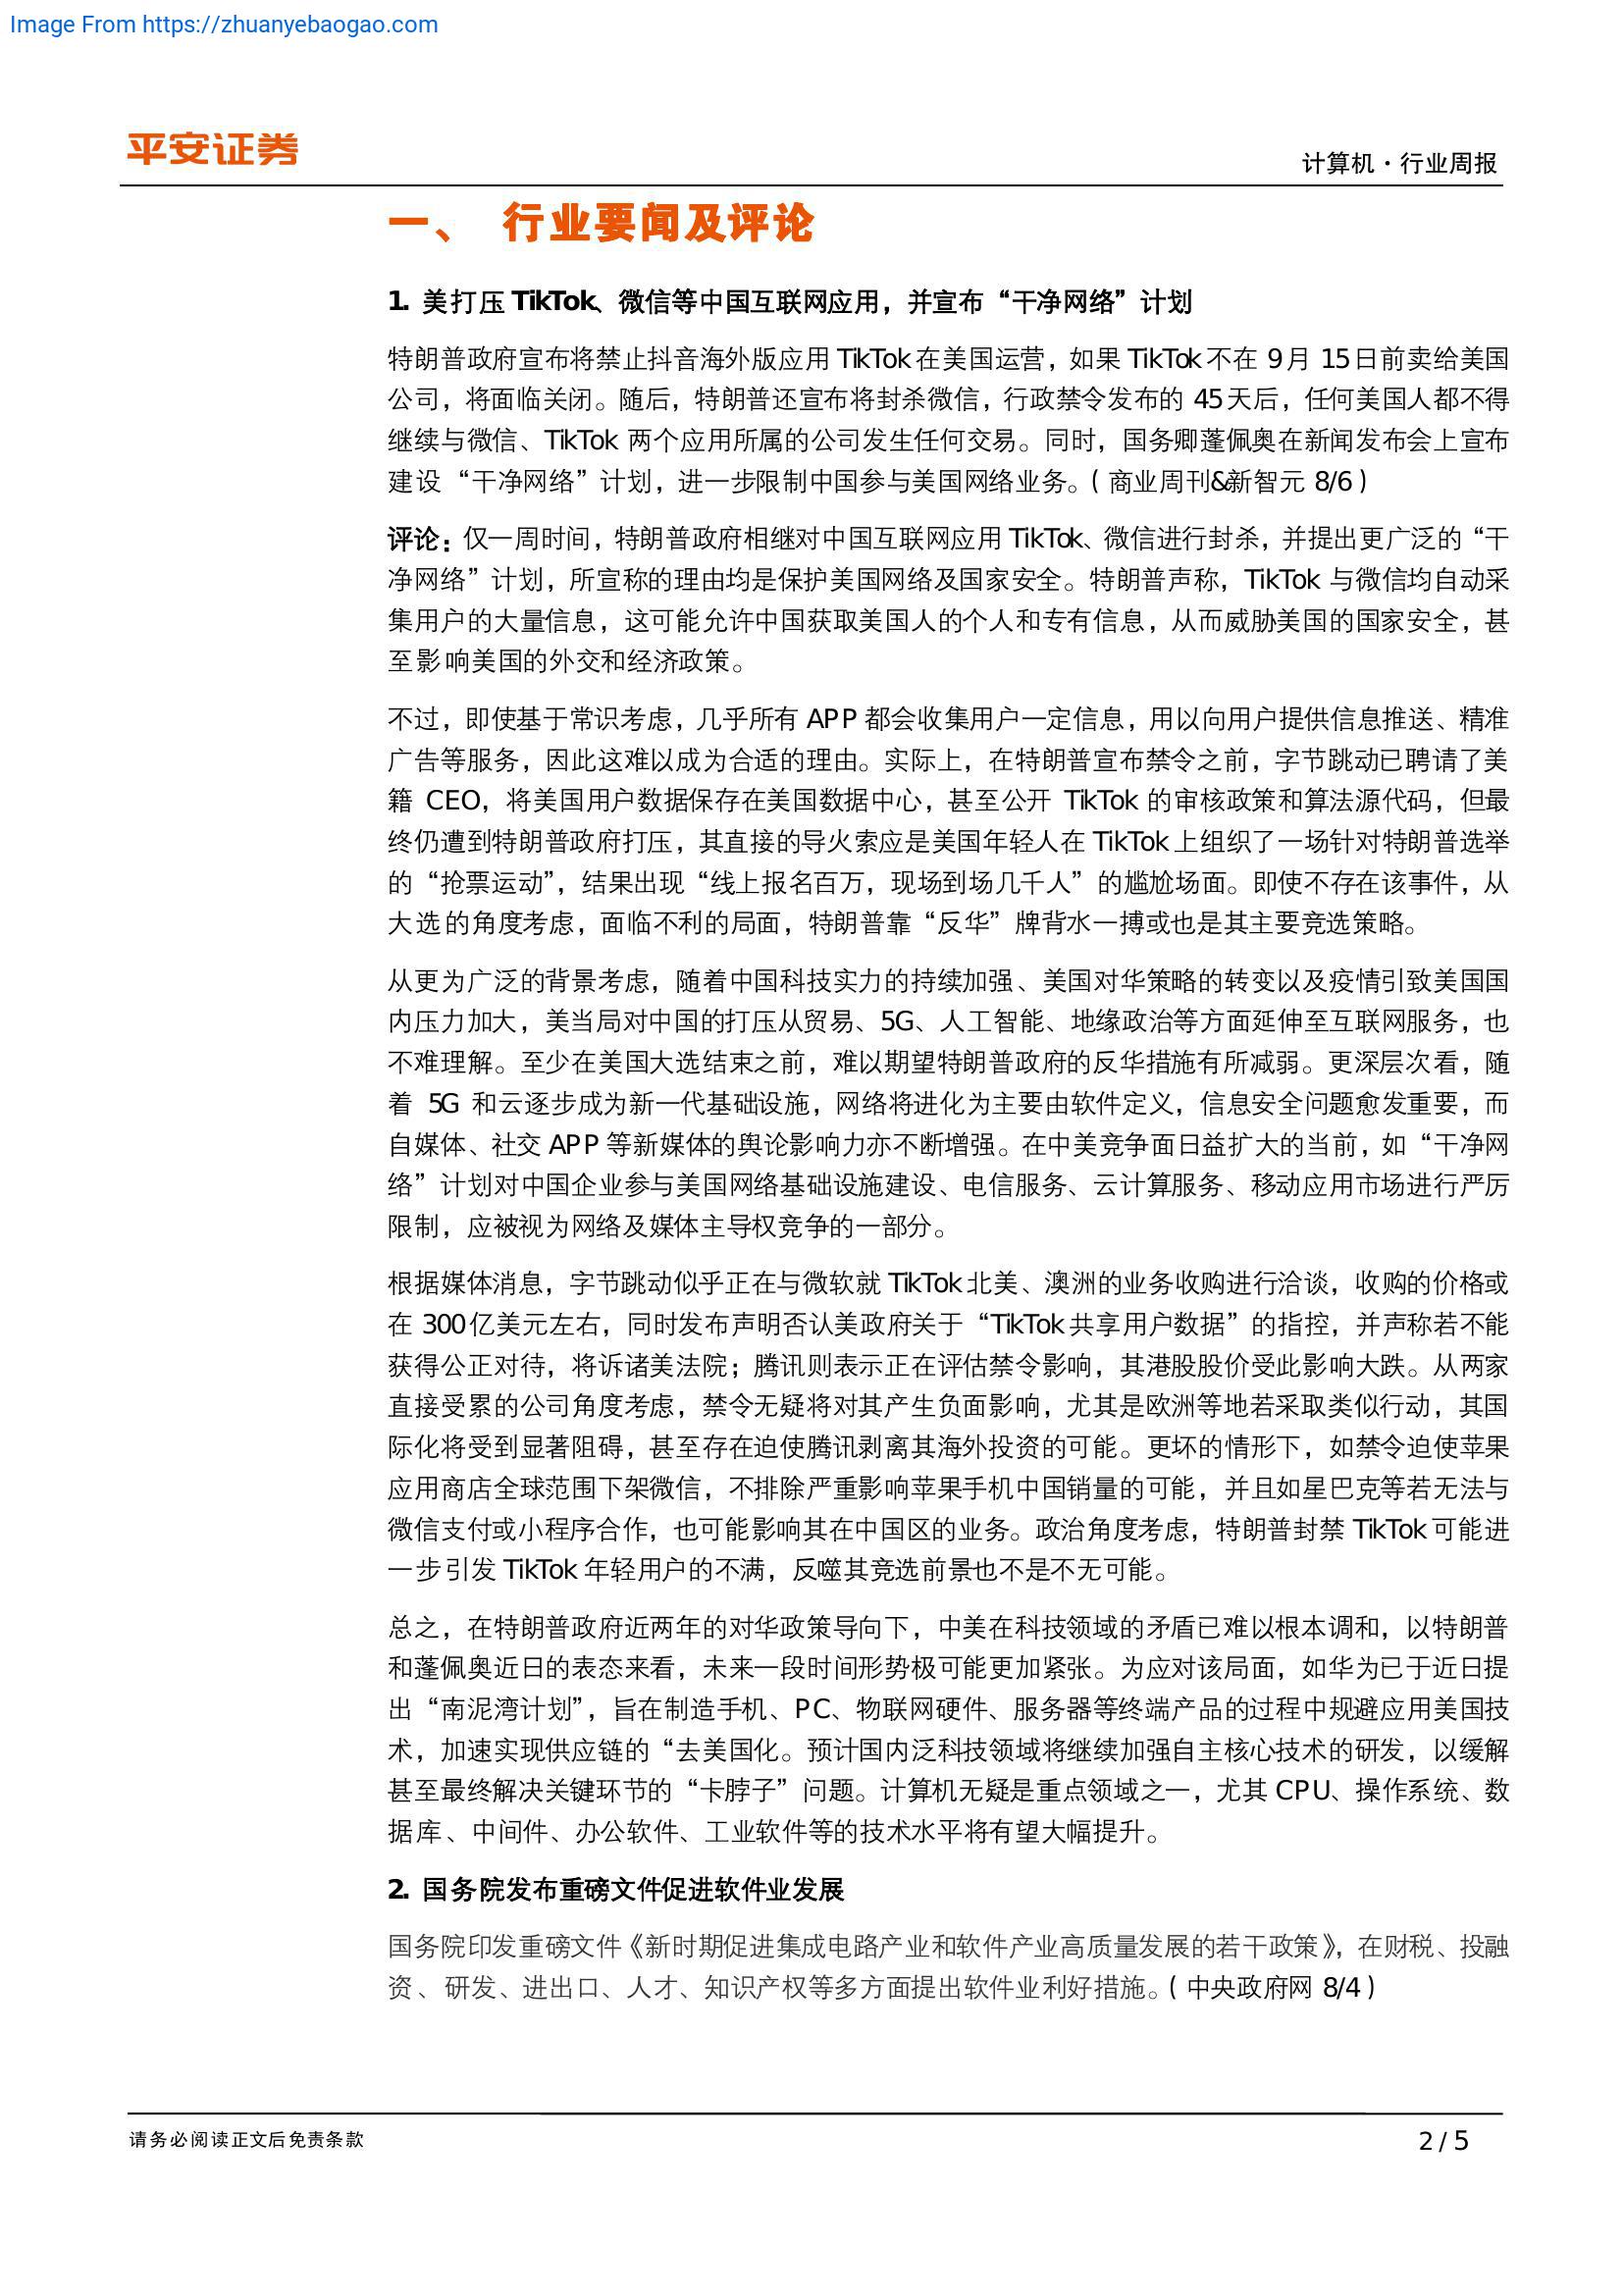 Image From https://zhuanyebaogao.com
平安证券
计算机·行业周报
一、 行业要闻及评论
1. 美打压 TikTok、微信等中国互联网应用，并宣布“干净网络”计划
特朗普政府宣布将禁止抖音海外版应用 TikTok 在美国运营，如果 TikTok 不在 9 月 15 日前卖给美国
公司，将面临关闭。随后，特朗普还宣布将封杀微信，行政禁令发布的 45 天后，任何美国人都不得
继续与微信、TikTok 两个应用所属的公司发生任何交易。同时，国务卿蓬佩奥在新闻发布会上宣布
建设“干净网络”计划，进一步限制中国参与美国网络业务。( 商业周刊&新智元 8/6 )
评论：仅一周时间，特朗普政府相继对中国互联网应用 TikTok、微信进行封杀，并提出更广泛的“干
净网络”计划，所宣称的理由均是保护美国网络及国家安全。特朗普声称，TikTok 与微信均自动采
集用户的大量信息，这可能允许中国获取美国人的个人和专有信息，从而威胁美国的国家安全，甚
至影响美国的外交和经济政策。
不过，即使基于常识考虑，几乎所有 APP 都会收集用户一定信息，用以向用户提供信息推送、精准
广告等服务，因此这难以成为合适的理由。实际上，在特朗普宣布禁令之前，字节跳动已聘请了美
籍 CEO，将美国用户数据保存在美国数据中心，甚至公开 TikTok 的审核政策和算法源代码，但最
终仍遭到特朗普政府打压，其直接的导火索应是美国年轻人在 TikTok 上组织了一场针对特朗普选举
的“抢票运动”，结果出现“线上报名百万，现场到场几千人”的尴尬场面。即使不存在该事件，从
大选的角度考虑，面临不利的局面，特朗普靠“反华”牌背水一搏或也是其主要竞选策略。
从更为广泛的背景考虑，随着中国科技实力的持续加强、美国对华策略的转变以及疫情引致美国国
内压力加大，美当局对中国的打压从贸易、5G、人工智能、地缘政治等方面延伸至互联网服务，也
不难理解。至少在美国大选结束之前，难以期望特朗普政府的反华措施有所减弱。更深层次看，随
着 5G 和云逐步成为新一代基础设施，网络将进化为主要由软件定义，信息安全问题愈发重要，而
自媒体、社交 APP 等新媒体的舆论影响力亦不断增强。在中美竞争面日益扩大的当前，如“干净网
络”计划对中国企业参与美国网络基础设施建设、电信服务、云计算服务、移动应用市场进行严厉
限制，应被视为网络及媒体主导权竞争的一部分。
根据媒体消息，字节跳动似乎正在与微软就 TikTok 北美、澳洲的业务收购进行洽谈，收购的价格或
在 300 亿美元左右，同时发布声明否认美政府关于“TikTok 共享用户数据”的指控，并声称若不能
获得公正对待，将诉诸美法院；腾讯则表示正在评估禁令影响，其港股股价受此影响大跌。从两家
直接受累的公司角度考虑，禁令无疑将对其产生负面影响，尤其是欧洲等地若采取类似行动，其国
际化将受到显著阻碍，甚至存在迫使腾讯剥离其海外投资的可能。更坏的情形下，如禁令迫使苹果
应用商店全球范围下架微信，不排除严重影响苹果手机中国销量的可能，并且如星巴克等若无法与
微信支付或小程序合作，也可能影响其在中国区的业务。政治角度考虑，特朗普封禁 TikTok 可能进
一步引发 TikTok 年轻用户的不满，反噬其竞选前景也不是不无可能。
总之，在特朗普政府近两年的对华政策导向下，中美在科技领域的矛盾已难以根本调和，以特朗普
和蓬佩奥近日的表态来看，未来一段时间形势极可能更加紧张。为应对该局面，如华为已于近日提
出“南泥湾计划”，旨在制造手机、PC、物联网硬件、服务器等终端产品的过程中规避应用美国技
术，加速实现供应链的“去美国化。预计国内泛科技领域将继续加强自主核心技术的研发，以缓解
甚至最终解决关键环节的“卡脖子”问题。计算机无疑是重点领域之一，尤其 CPU、操作系统、数
据库、中间件、办公软件、工业软件等的技术水平将有望大幅提升。
2. 国务院发布重磅文件促进软件业发展
国务院印发重磅文件《新时期促进集成电路产业和软件产业高质量发展的若干政策》，在财税、投融
资、研发、进出口、人才、知识产权等多方面提出软件业利好措施。( 中央政府网 8/4 )
请务必阅读正文后免责条款
2 / 5